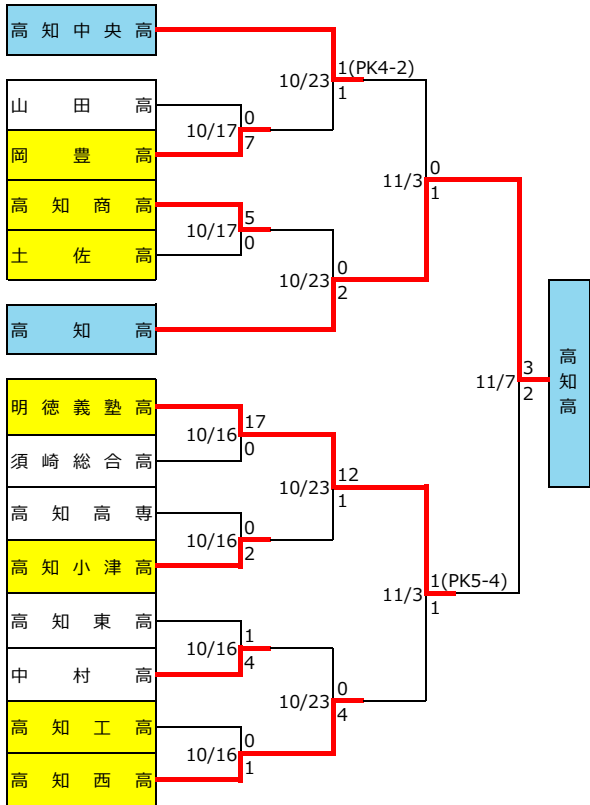 高知中央高
1(PK4-2)
10/23
1
山田高
0
10/17
7
岡豊高
0
11/3
1
高知商高
5
10/17
0
土佐高
0
10/23
2
高知高
3
11/7
2
高知高
明徳義塾高
17
10/16
0
須崎総合高
12
10/23
1
高知高専
0
10/16
2
高知小津高
1(PK5-4)
11/3
1
高知東高
1
10/16
4
中村高
0
10/23
4
高知工高
0
10/16
1
高知西高